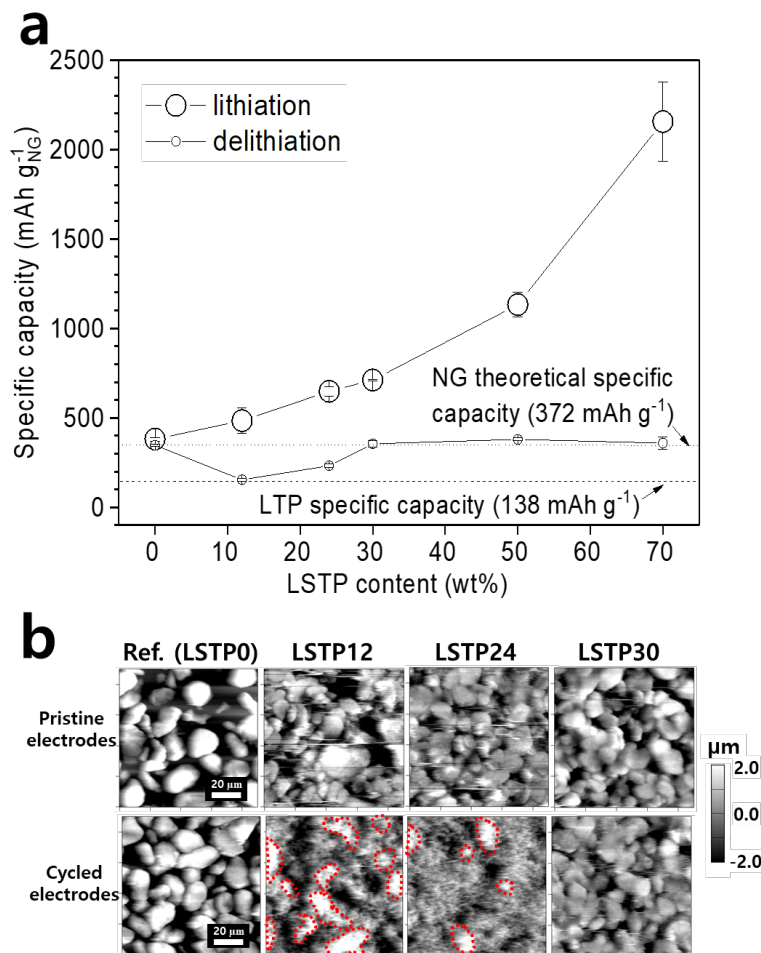 a
2500
2000
1500
1000
500
0
Specific capacity (mAh g⁻¹NG)
lithiation
delithiation
NG theoretical specific
capacity (372 mAh g⁻¹)
LTP specific capacity (138 mAh g⁻¹)
0 10 20 30 40 50 60 70
LSTP content (wt%)
b
Ref. (LSTP0) LSTP12 LSTP24 LSTP30
Pristine
electrodes
20 µm
µm
2.0
0.0
-2.0
Cycled
electrodes
20 µm